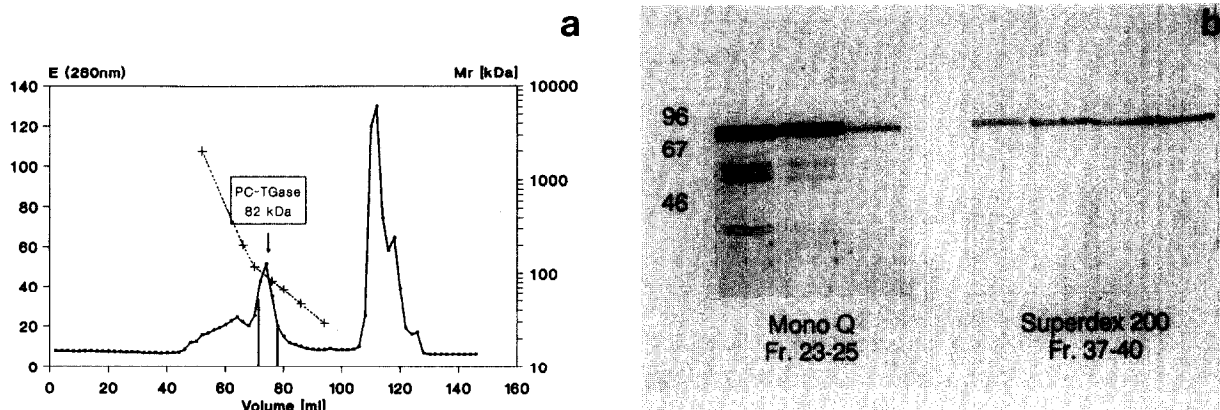 a
E (280nm)
Mr [kDa]
140
120
100
80
60
40
20
0
10000
1000
100
10
PC-TGase
82 kDa
0 20 40 60 80 100 120 140 160
Volume [ml]
b
96
67
46
Mono Q
Fr. 23-25
Superdex 200
Fr. 37-40